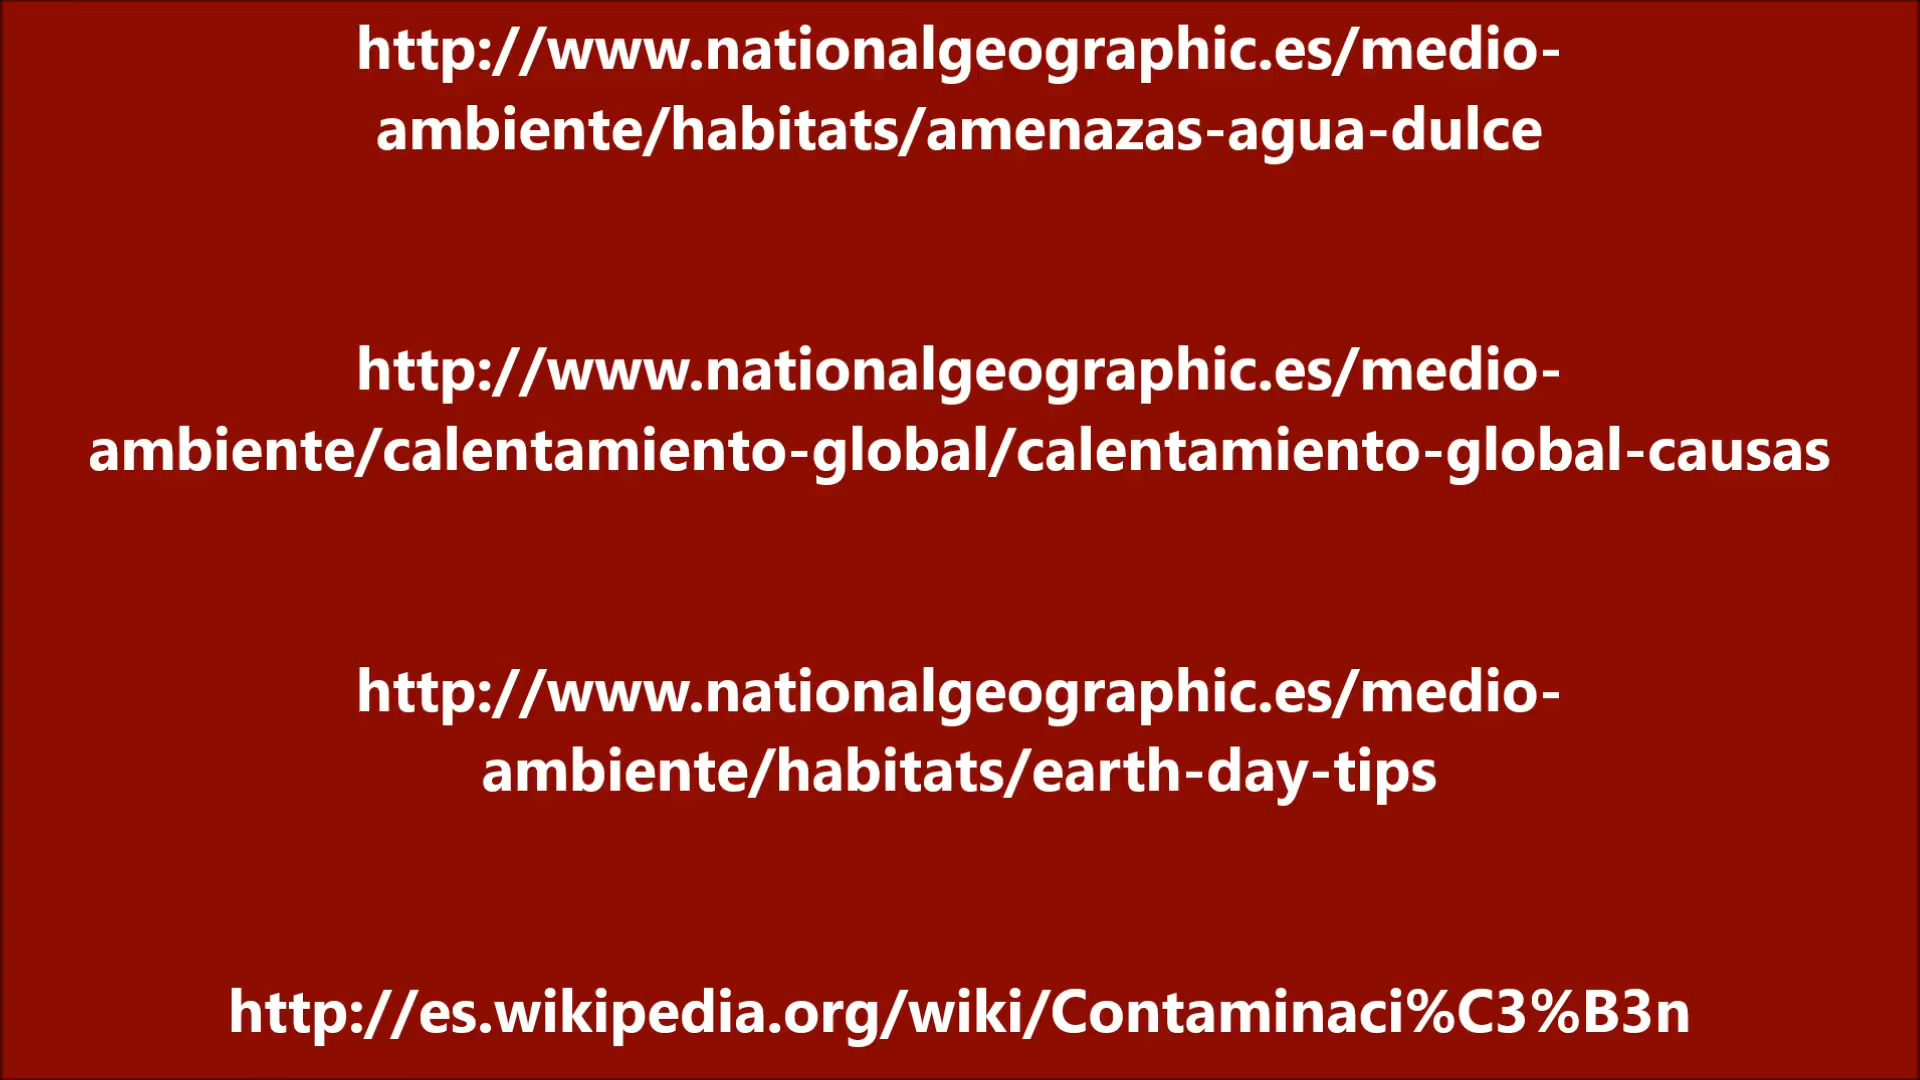 http://www.nationalgeographic.es/medio-
ambiente/habitats/amenazas-agua-dulce
http://www.nationalgeographic.es/medio-
ambiente/calentamiento-global/calentamiento-global-causas
http://www.nationalgeographic.es/medio-
ambiente/habitats/earth-day-tips
http://es.wikipedia.org/wiki/Contaminaci%C3%B3n